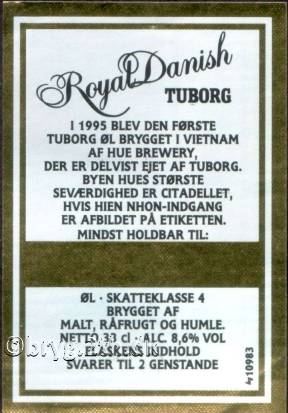 Royal Danish
TUBORG
I 1995 BLEV DEN FØRSTE
TUBORG ØL BRYGGET I VIETNAM
AF HUE BREWERY,
DER ER DELVIST EJET AF TUBORG.
BYEN HUES STØRSTE
SEVÆRDIGHED ER CITADELLET,
HVIS HIEN NHON-INDGANG
ER AFBILDET PÅ ETIKETTEN.
MINDST HOLDBAR TIL:
ØL · SKATTEKLASSE 4
BRYGGET AF
MALT, RÅFRUGT OG HUMLE.
NETTO 33 cl · ALC. 8,6% VOL
FLASKENS INDHOLD
SVARER TIL 2 GENSTANDE
10983